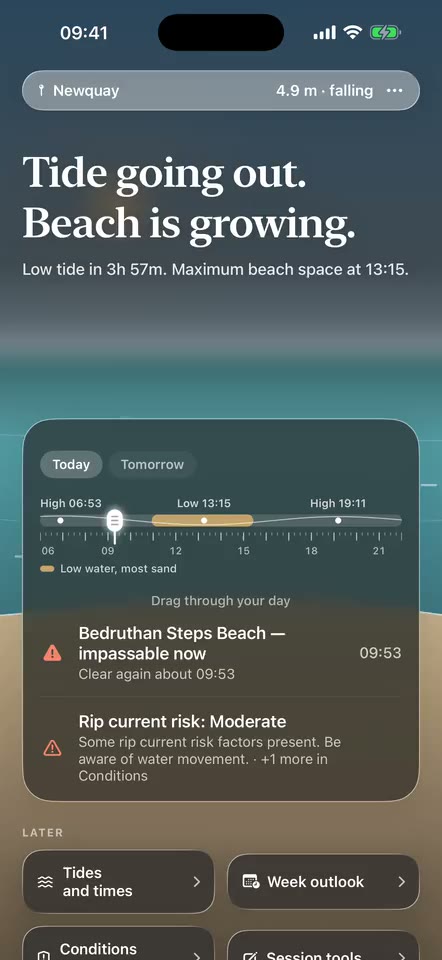 09:41
Newquay 4.9 m · falling
Tide going out.
Beach is growing.
Low tide in 3h 57m. Maximum beach space at 13:15.
Today Tomorrow
High 06:53 Low 13:15 High 19:11
06 09 12 15 18 21
Low water, most sand
Drag through your day
Bedruthan Steps Beach —
impassable now 09:53
Clear again about 09:53
Rip current risk: Moderate
Some rip current risk factors present. Be
aware of water movement. · +1 more in
Conditions
LATER
Tides
and times
Week outlook
Conditions
Session tools